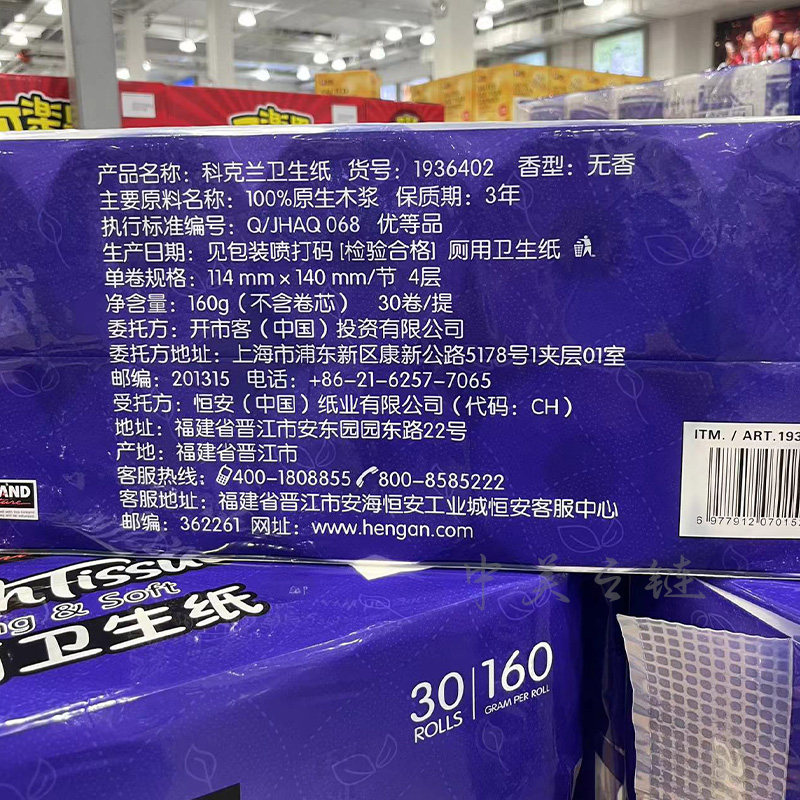 产品名称：科克兰卫生纸 货号：1936402 香型：无香
主要原料名称：100%原生木浆 保质期：3年
执行标准编号：Q/JHAQ 068 优等品
生产日期：见包装喷打码 [检验合格] 厕用卫生纸
单卷规格：114 mm × 140 mm/节 4层
净含量：160g（不含卷芯） 30卷/提
委托方：开市客（中国）投资有限公司
委托方地址：上海市浦东新区康新公路5178号1夹层01室
邮编：201315 电话：+86-21-6257-7065
受托方：恒安（中国）纸业有限公司（代码：CH）
地址：福建省晋江市安东园园东路22号
产地：福建省晋江市
客服热线：400-1808855 800-8585222
客服地址：福建省晋江市安海恒安工业城恒安客服中心
邮编：362261 网址：www.hengan.com
ITM. / ART.193
6 977912 07015
AND
Tissu
ng & Soft
卫生纸
30 ROLLS
160 GRAM PER ROLL